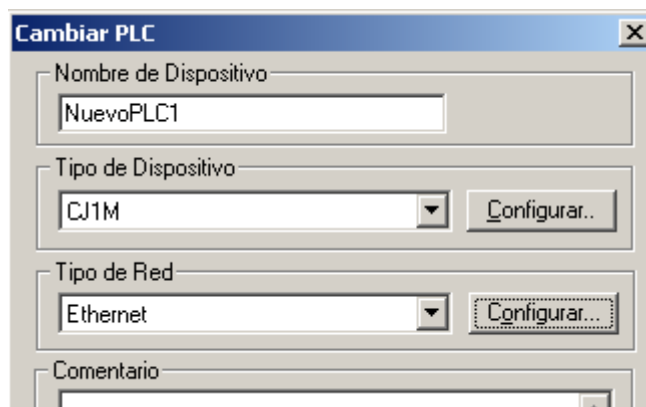 Cambiar PLC
Nombre de Dispositivo
NuevoPLC1
Tipo de Dispositivo
CJ1M
Configurar..
Tipo de Red
Ethernet
Configurar...
Comentario